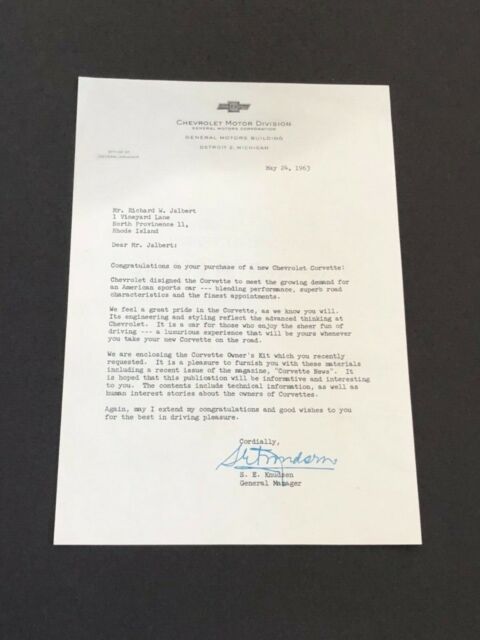 CHEVROLET MOTOR DIVISION
GENERAL MOTORS CORPORATION
GENERAL MOTORS BUILDING
DETROIT 2, MICHIGAN
OFFICE OF
GENERAL MANAGER
May 24, 1963
Mr. Richard W. Jalbert
1 Vineyard Lane
North Providence 11,
Rhode Island
Dear Mr. Jalbert:
Congratulations on your purchase of a new Chevrolet Corvette!
Chevrolet disigned the Corvette to meet the growing demand for
an American sports car --- blending performance, superb road
characteristics and the finest appointments.
We feel a great pride in the Corvette, as we know you will.
Its engineering and styling reflect the advanced thinking at
Chevrolet. It is a car for those who enjoy the sheer fun of
driving --- a luxurious experience that will be yours whenever
you take your new Corvette on the road.
We are enclosing the Corvette Owner's Kit which you recently
requested. It is a pleasure to furnish you with these materials
including a recent issue of the magazine, "Corvette News". It
is hoped that this publication will be informative and interesting
to you. The contents include technical information, as well as
human interest stories about the owners of Corvettes.
Again, may I extend my congratulations and good wishes to you
for the best in driving pleasure.
Cordially,
S. E. Knudsen
S. E. Knudsen
General Manager